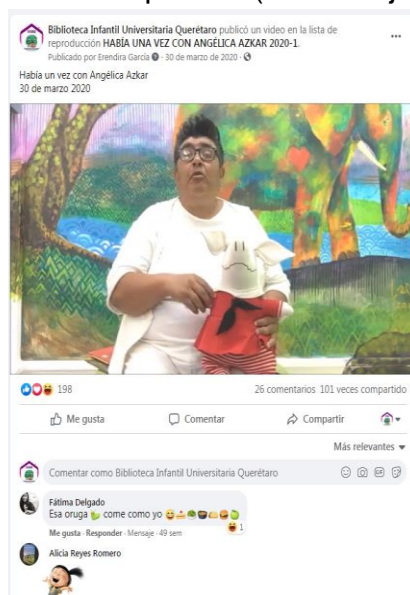 Biblioteca Infantil Universitaria Querétaro publicó un video en la lista de
reproducción HABÍA UNA VEZ CON ANGÉLICA AZKAR 2020-1.
Publicado por Erendira García · 30 de marzo de 2020 ·
Había un vez con Angélica Azkar
30 de marzo 2020
198
26 comentarios 101 veces compartido
Me gusta
Comentar
Compartir
Más relevantes
Comentar como Biblioteca Infantil Universitaria Querétaro
Fátima Delgado
Esa oruga 🐛 come como yo
1
Me gusta · Responder · Mensaje · 49 sem
Alicia Reyes Romero